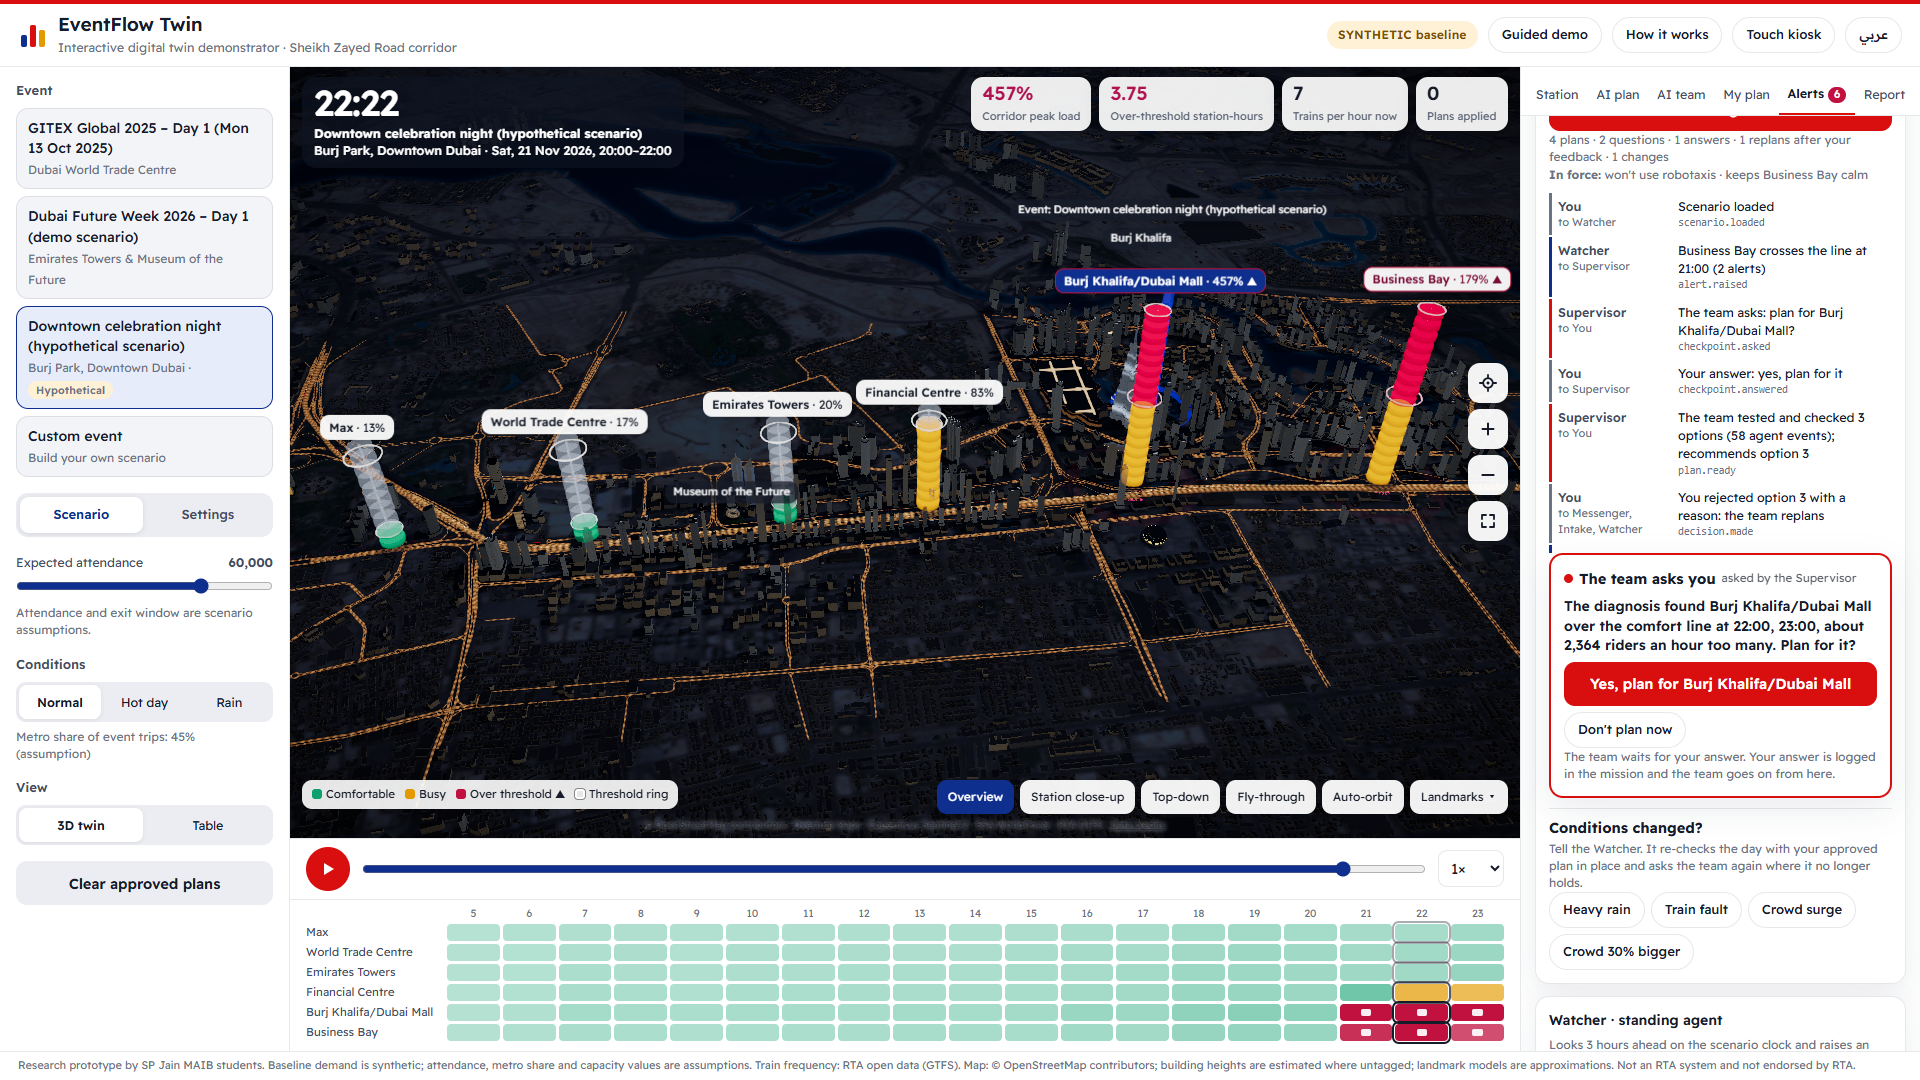 EventFlow Twin
Interactive digital twin demonstrator · Sheikh Zayed Road corridor
SYNTHETIC baseline
Guided demo
How it works
Touch kiosk
عربي
Event
GITEX Global 2025 – Day 1 (Mon
13 Oct 2025)
Dubai World Trade Centre
Dubai Future Week 2026 – Day 1
(demo scenario)
Emirates Towers & Museum of the
Future
Downtown celebration night
(hypothetical scenario)
Burj Park, Downtown Dubai ·
Hypothetical
Custom event
Build your own scenario
Scenario
Settings
Expected attendance
60,000
Attendance and exit window are scenario
assumptions.
Conditions
Normal
Hot day
Rain
Metro share of event trips: 45%
(assumption)
View
3D twin
Table
Clear approved plans
22:22
Downtown celebration night (hypothetical scenario)
Burj Park, Downtown Dubai · Sat, 21 Nov 2026, 20:00–22:00
457%
Corridor peak load
3.75
Over-threshold station-hours
7
Trains per hour now
0
Plans applied
Event: Downtown celebration night (hypothetical scenario)
Burj Khalifa
Burj Khalifa/Dubai Mall · 457% ▲
Business Bay · 179% ▲
Financial Centre · 83%
Emirates Towers · 20%
World Trade Centre · 17%
Max · 13%
Museum of the Future
Comfortable
Busy
Over threshold ▲
Threshold ring
Overview
Station close-up
Top-down
Fly-through
Auto-orbit
Landmarks
1×
5 6 7 8 9 10 11 12 13 14 15 16 17 18 19 20 21 22 23
Max
World Trade Centre
Emirates Towers
Financial Centre
Burj Khalifa/Dubai Mall
Business Bay
Station
AI plan
AI team
My plan
Alerts 6
Report
4 plans · 2 questions · 1 answers · 1 replans after your
feedback · 1 changes
In force: won't use robotaxis · keeps Business Bay calm
You
to Watcher
Scenario loaded
scenario.loaded
Watcher
to Supervisor
Business Bay crosses the line at
21:00 (2 alerts)
alert.raised
Supervisor
to You
The team asks: plan for Burj
Khalifa/Dubai Mall?
checkpoint.asked
You
to Supervisor
Your answer: yes, plan for it
checkpoint.answered
Supervisor
to You
The team tested and checked 3
options (58 agent events);
recommends option 3
plan.ready
You
to Messenger,
Intake, Watcher
You rejected option 3 with a
reason: the team replans
decision.made
The team asks you asked by the Supervisor
The diagnosis found Burj Khalifa/Dubai Mall
over the comfort line at 22:00, 23:00, about
2,364 riders an hour too many. Plan for it?
Yes, plan for Burj Khalifa/Dubai Mall
Don't plan now
The team waits for your answer. Your answer is logged
in the mission and the team goes on from here.
Conditions changed?
Tell the Watcher. It re-checks the day with your approved
plan in place and asks the team again where it no longer
holds.
Heavy rain
Train fault
Crowd surge
Crowd 30% bigger
Watcher · standing agent
Looks 3 hours ahead on the scenario clock and raises an
Research prototype by SP Jain MAIB students. Baseline demand is synthetic; attendance, metro share and capacity values are assumptions. Train frequency: RTA open data (GTFS). Map: © OpenStreetMap contributors; building heights are estimated where untagged; landmark models are approximations. Not an RTA system and not endorsed by RTA.